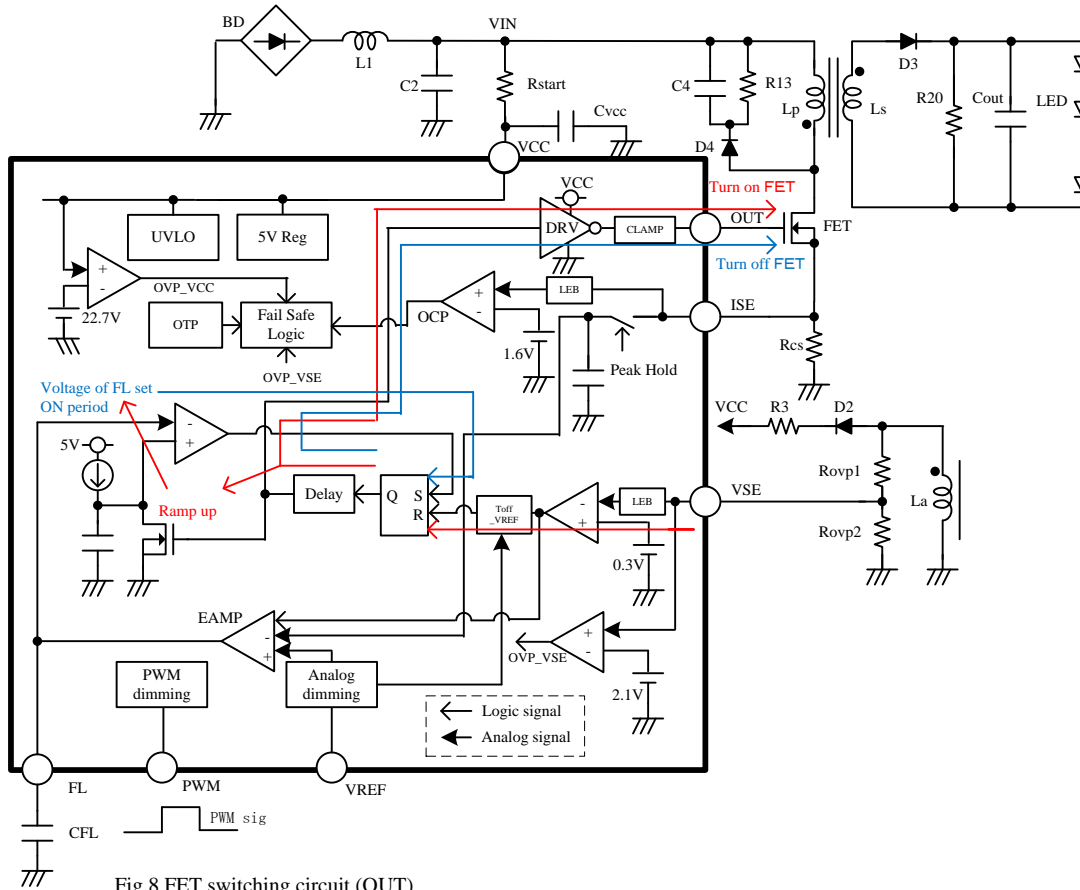 BD
VIN
L1
C2
Rstart
Cvcc
C4
R13
Lp
Ls
D3
R20
Cout
LED
D4
VCC
Turn on FET
VCC
UVLO
5V Reg
DRV
CLAMP
OUT
FET
Turn off FET
+
-
OVP_VCC
22.7V
OTP
Fail Safe
Logic
OVP_VSE
OCP
+
-
LEB
1.6V
ISE
Peak Hold
Rcs
Voltage of FL set
ON period
-
+
5V
Ramp up
Delay
Q
S
R
Toff
_VREF
-
+
LEB
0.3V
VSE
VCC
R3
D2
Rovp1
Rovp2
La
EAMP
-
+
OVP_VSE
+
-
2.1V
PWM
dimming
Analog
dimming
Logic signal
Analog signal
FL
PWM
VREF
CFL
PWM sig
Fig 8 FET switching circuit (OUT)